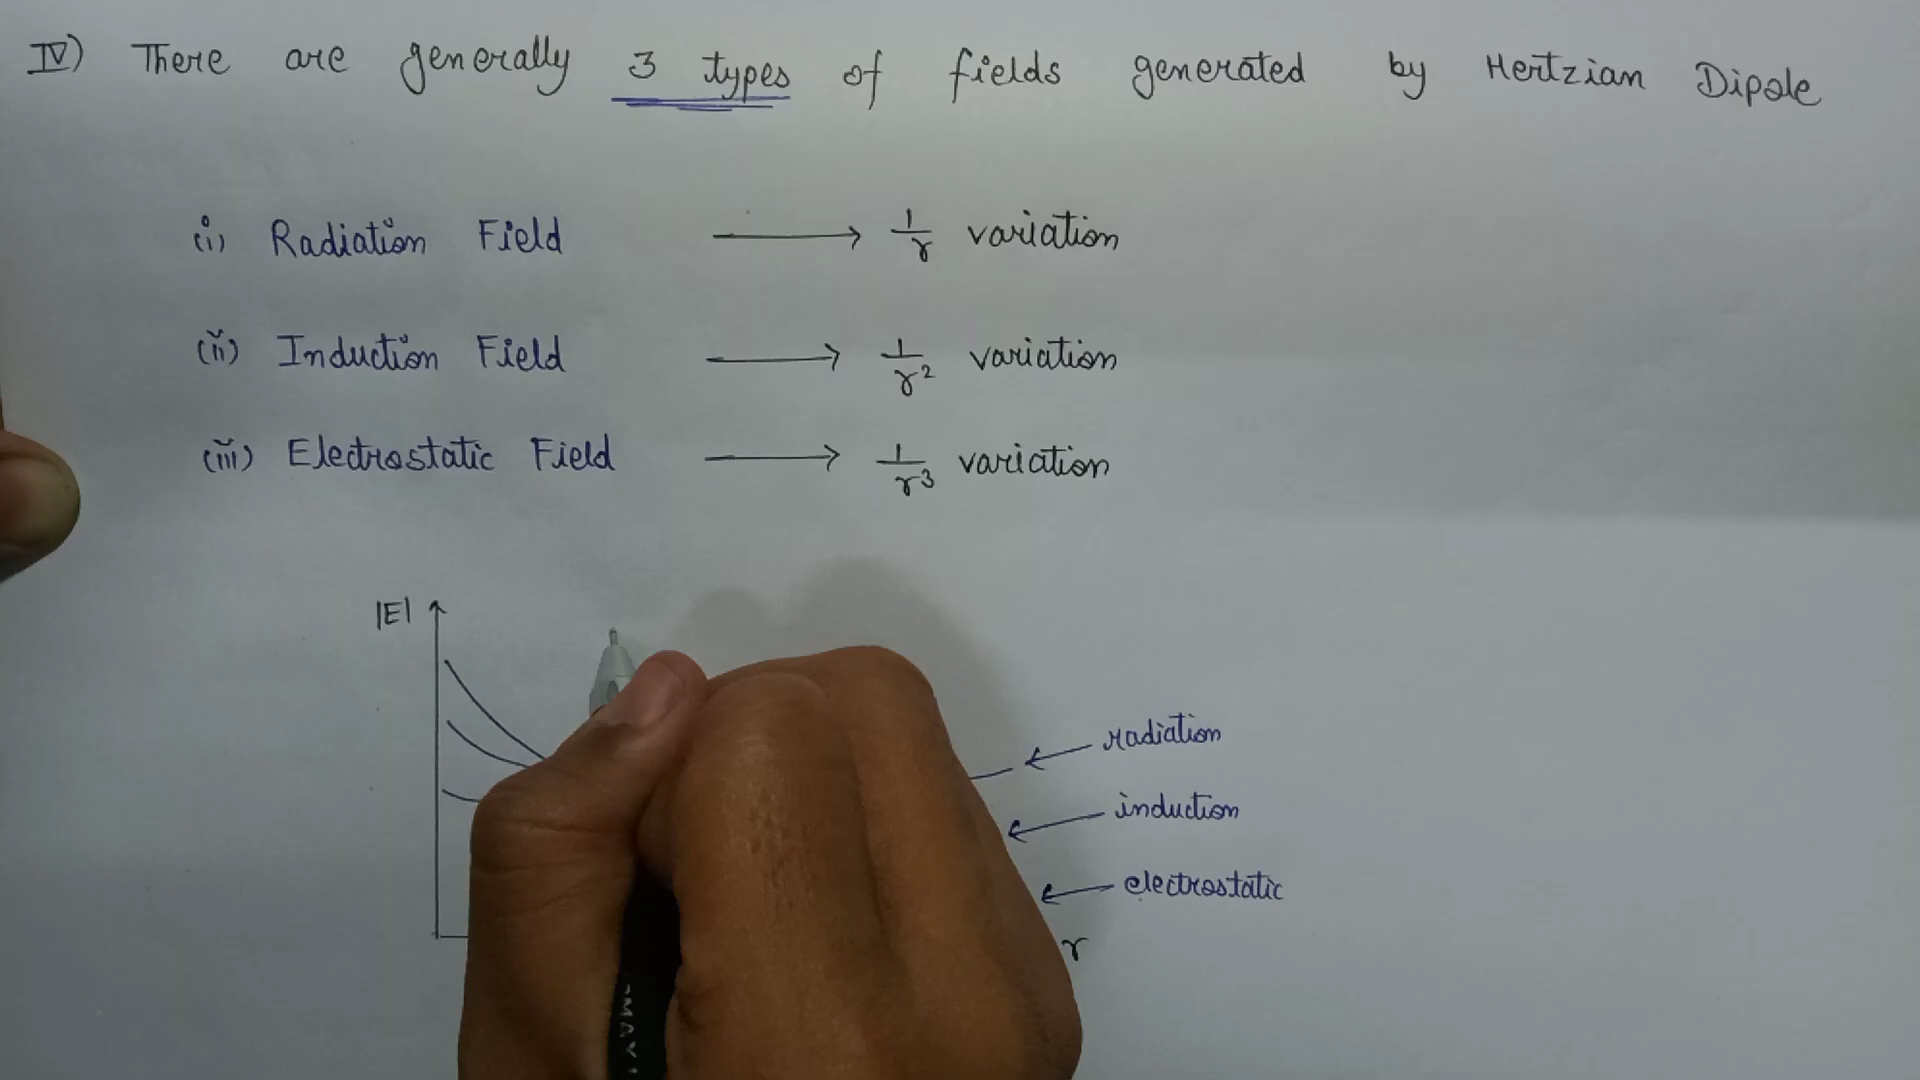 IV) There are generally 3 types of fields generated by Hertzian Dipole
(i) Radiation Field ⟶ 1/r variation
(ii) Induction Field ⟶ 1/r² variation
(iii) Electrostatic Field ⟶ 1/r³ variation
|E|
radiation
induction
electrostatic
r